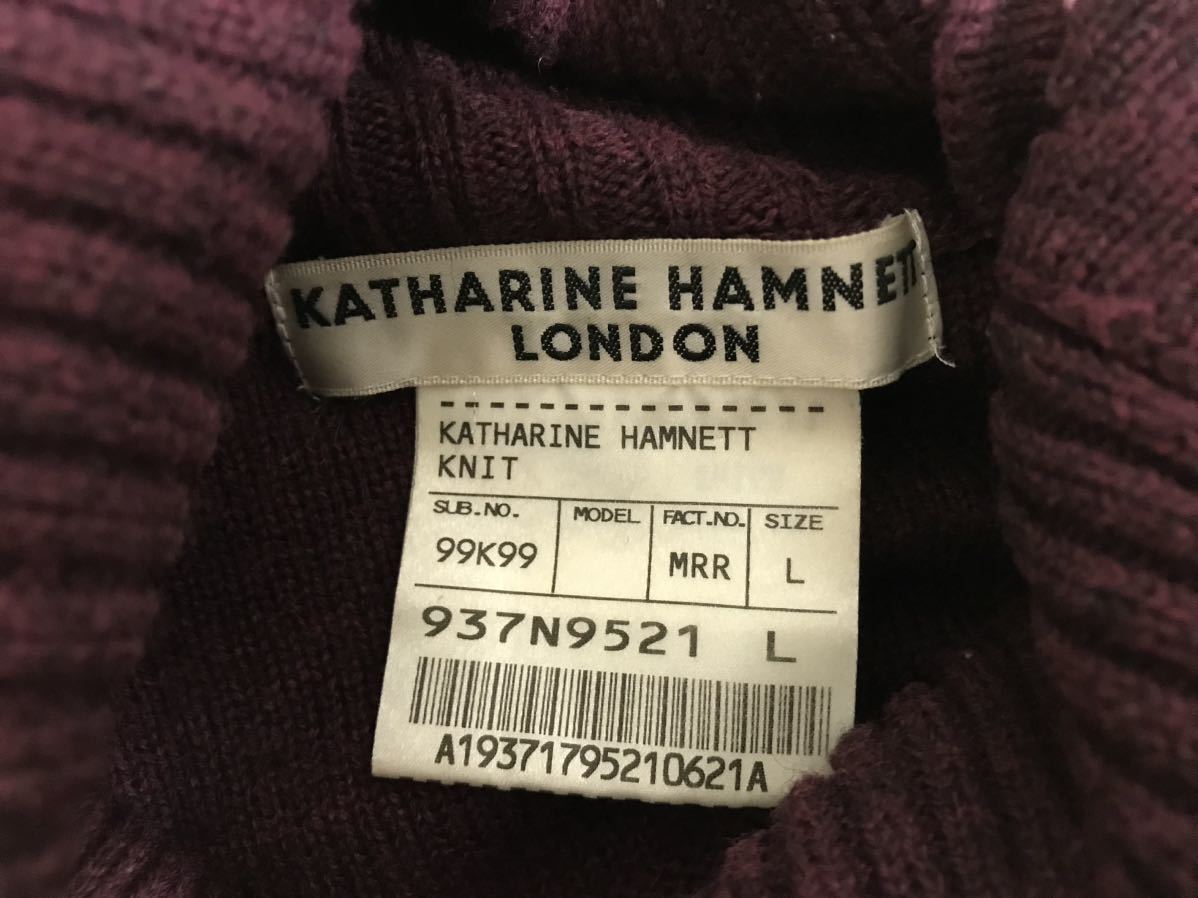 KATHARINE HAMNETT
LONDON
KATHARINE HAMNETT
KNIT
SUB.NO. MODEL FACT.NO. SIZE
99K99 MRR L
937N9521 L
A19371795210621A